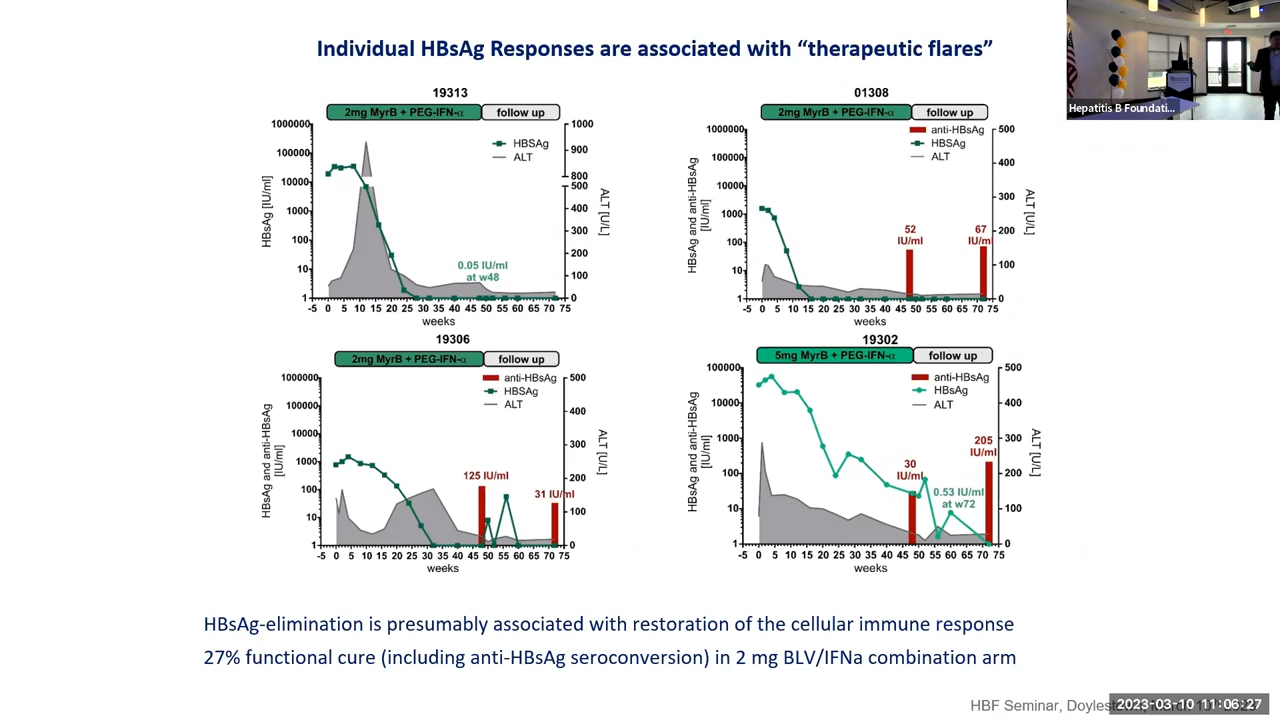 Individual HBsAg Responses are associated with “therapeutic flares”
Hepatitis B Foundati...
19313
2mg MyrB + PEG-IFN-α
follow up
1000000
100000
10000
1000
100
10
1
HBsAg [IU/ml]
1000
900
800
500
400
300
200
100
0
ALT [U/L]
HBSAg
ALT
0.05 IU/ml
at w48
-5 0 5 10 15 20 25 30 35 40 45 50 55 60 65 70 75
weeks
01308
2mg MyrB + PEG-IFN-α
follow up
1000000
100000
10000
1000
100
10
1
HBsAg and anti-HBsAg
[IU/ml]
500
400
300
200
100
0
ALT [U/L]
anti-HBsAg
HBSAg
ALT
52
IU/ml
67
IU/m
-5 0 5 10 15 20 25 30 35 40 45 50 55 60 65 70 75
weeks
19306
2mg MyrB + PEG-IFN-α
follow up
1000000
100000
10000
1000
100
10
1
HBsAg and anti-HBsAg
[IU/ml]
500
400
300
200
100
0
ALT [U/L]
anti-HBsAg
HBSAg
ALT
125 IU/ml
31 IU/ml
-5 0 5 10 15 20 25 30 35 40 45 50 55 60 65 70 75
weeks
19302
5mg MyrB + PEG-IFN-α
follow up
100000
10000
1000
100
10
1
HBsAg and anti-HBsAg
[IU/ml]
500
400
300
200
100
0
ALT [U/L]
anti-HBsAg
HBSAg
ALT
30
IU/ml
205
IU/ml
0.53 IU/ml
at w72
-5 0 5 10 15 20 25 30 35 40 45 50 55 60 65 70 75
weeks
HBsAg-elimination is presumably associated with restoration of the cellular immune response
27% functional cure (including anti-HBsAg seroconversion) in 2 mg BLV/IFNa combination arm
HBF Seminar,
2023-03-10 11:06:27